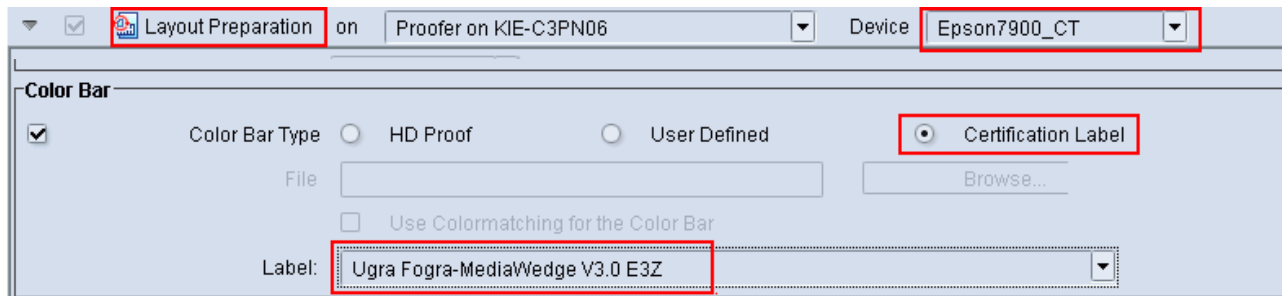 Layout Preparation on Proofer on KIE-C3PN06 Device Epson7900_CT
Color Bar
Color Bar Type HD Proof User Defined Certification Label
File Browse...
Use Colormatching for the Color Bar
Label: Ugra Fogra-MediaWedge V3.0 E3Z